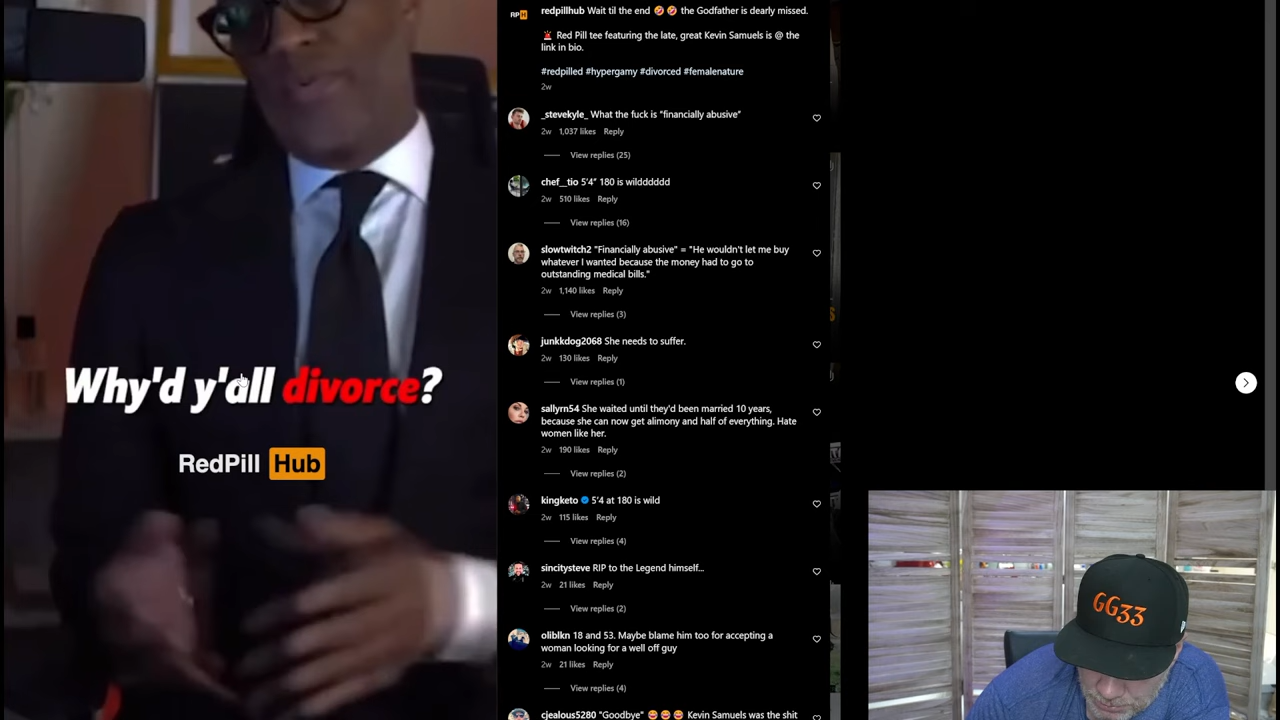 Why'd y'all divorce?
RedPill Hub
RPH
redpillhub Wait til the end 🤣🤣 the Godfather is dearly missed.
🚨 Red Pill tee featuring the late, great Kevin Samuels is @ the
link in bio.
#redpilled #hypergamy #divorced #femalenature
2w
_stevekyle_ What the fuck is "financially abusive"
2w 1,037 likes Reply
View replies (25)
chef__tio 5'4" 180 is wildddddd
2w 510 likes Reply
View replies (16)
slowtwitch2 "Financially abusive" = "He wouldn't let me buy
whatever I wanted because the money had to go to
outstanding medical bills."
2w 1,140 likes Reply
View replies (3)
junkkdog2068 She needs to suffer.
2w 130 likes Reply
View replies (1)
sallyrn54 She waited until they'd been married 10 years,
because she can now get alimony and half of everything. Hate
women like her.
2w 190 likes Reply
View replies (2)
kingketo 5'4 at 180 is wild
2w 115 likes Reply
View replies (4)
sincitysteve RIP to the Legend himself...
2w 21 likes Reply
View replies (2)
oliblkn 18 and 53. Maybe blame him too for accepting a
woman looking for a well off guy
2w 21 likes Reply
View replies (4)
cjealous5280 "Goodbye" 😂😂😂 Kevin Samuels was the shit
GG33